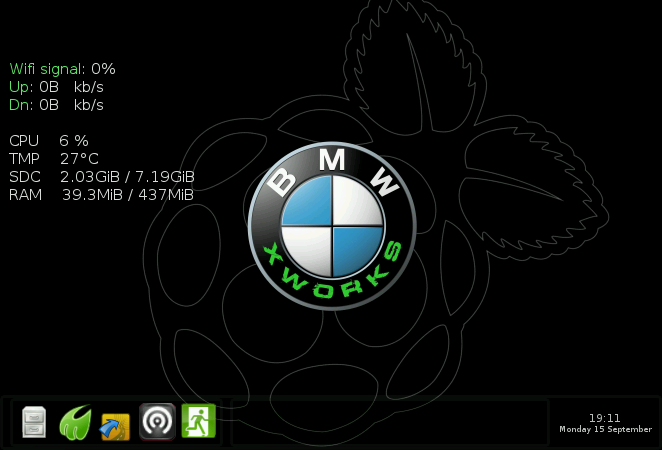 Wifi signal: 0%
Up: 0B kb/s
Dn: 0B kb/s
CPU 6 %
TMP 27°C
SDC 2.03GiB / 7.19GiB
RAM 39.3MiB / 437MiB
BMW
XWORKS
19:11
Monday 15 September